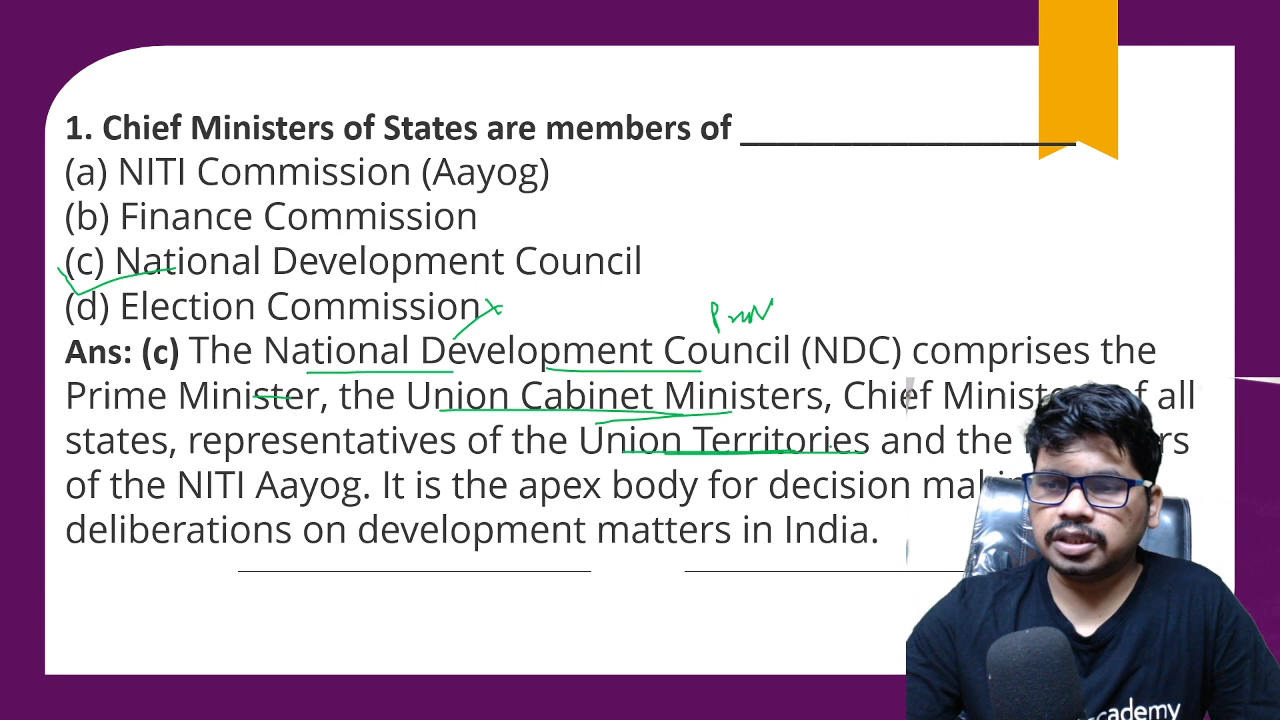 1. Chief Ministers of States are members of __________________
(a) NITI Commission (Aayog)
(b) Finance Commission
(c) National Development Council
(d) Election Commission
Ans: (c) The National Development Council (NDC) comprises the
Prime Minister, the Union Cabinet Ministers, Chief of all
states, representatives of the Union Territories and the
of the NITI Aayog. It is the apex body for decision
deliberations on development matters in India.